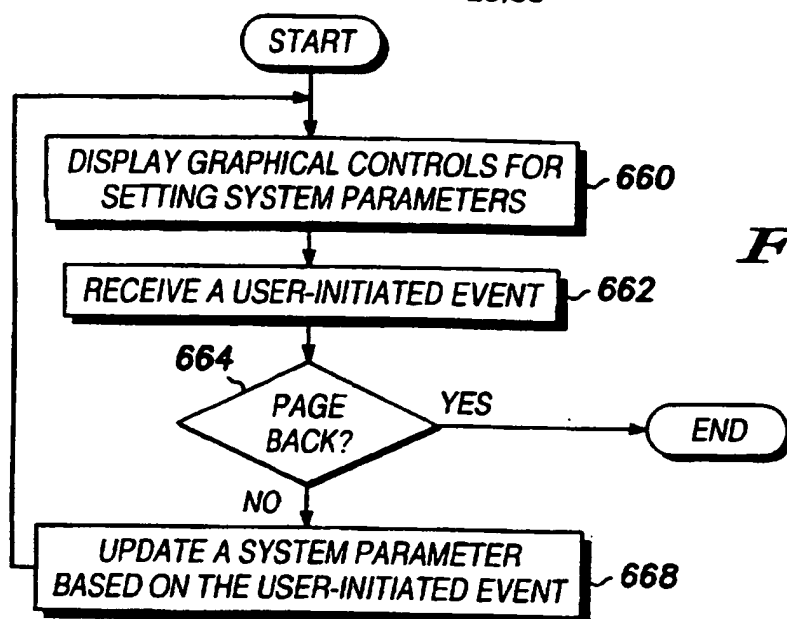 START
DISPLAY GRAPHICAL CONTROLS FOR
SETTING SYSTEM PARAMETERS
660
RECEIVE A USER-INITIATED EVENT
662
664
PAGE
BACK?
YES
END
NO
UPDATE A SYSTEM PARAMETER
BASED ON THE USER-INITIATED EVENT
668
F